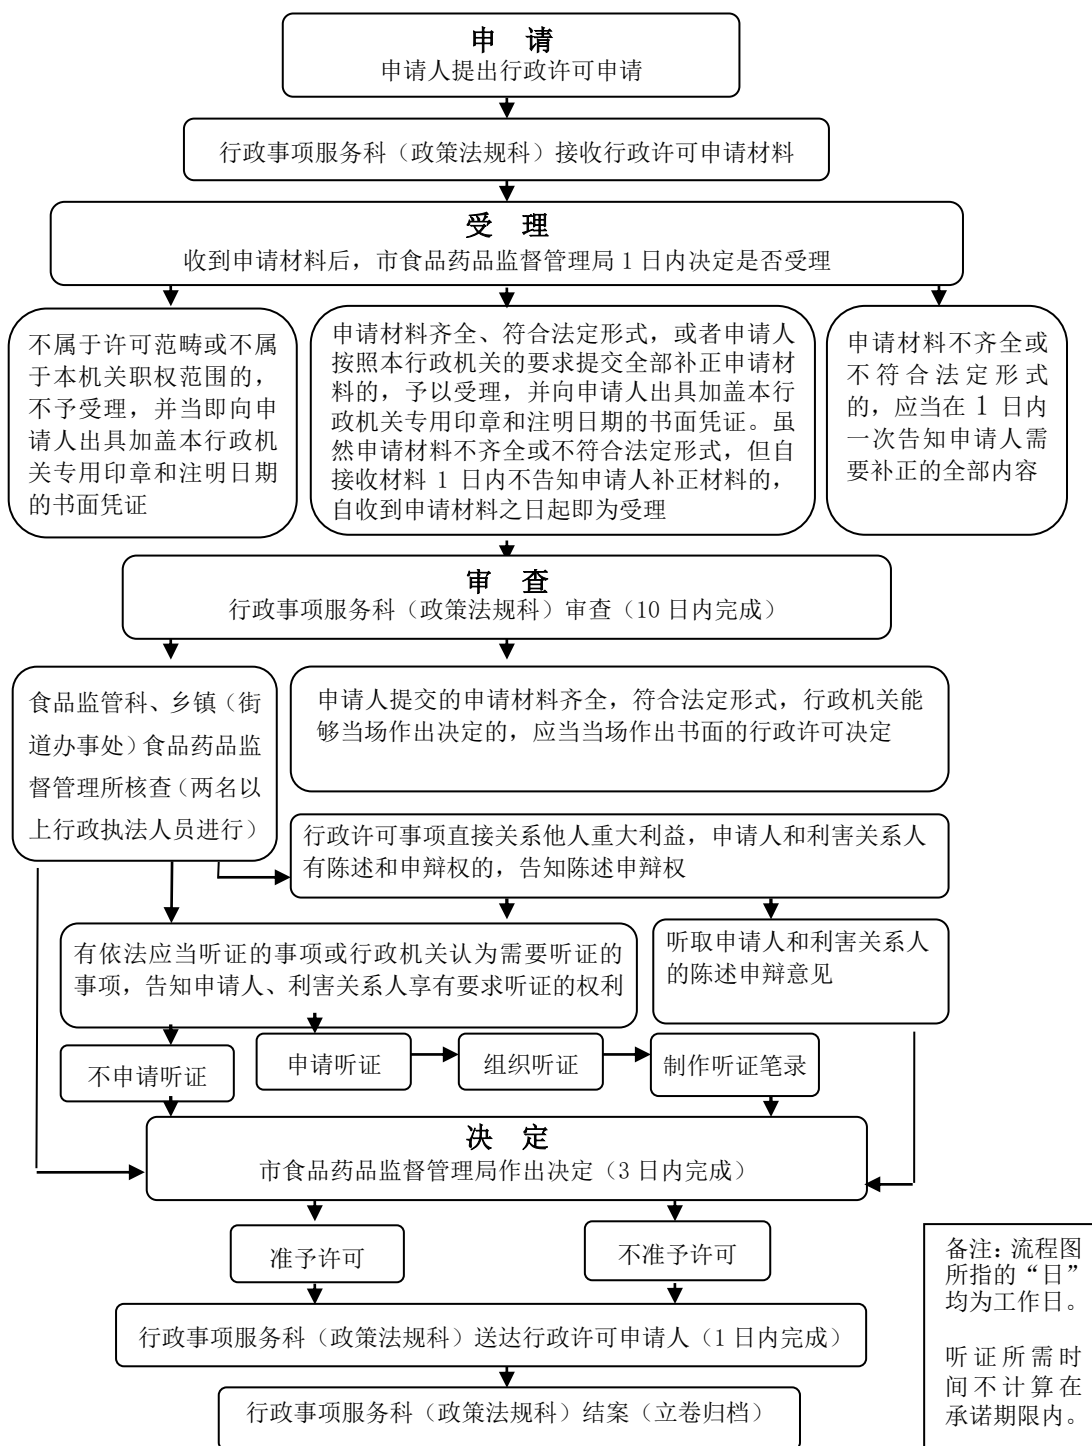 申 请
申请人提出行政许可申请
行政事项服务科（政策法规科）接收行政许可申请材料
受 理
收到申请材料后，市食品药品监督管理局 1 日内决定是否受理
不属于许可范畴或不属
于本机关职权范围的，
不予受理，并当即向申
请人出具加盖本行政机
关专用印章和注明日期
的书面凭证
申请材料齐全、符合法定形式，或者申请人
按照本行政机关的要求提交全部补正申请材
料的，予以受理，并向申请人出具加盖本行
政机关专用印章和注明日期的书面凭证。虽
然申请材料不齐全或不符合法定形式，但自
接收材料 1 日内不告知申请人补正材料的，
自收到申请材料之日起即为受理
申请材料不齐全或
不符合法定形式
的，应当在 1 日内
一次告知申请人需
要补正的全部内容
审 查
行政事项服务科（政策法规科）审查（10 日内完成）
食品监管科、乡镇（街
道办事处）食品药品监
督管理所核查（两名以
上行政执法人员进行）
申请人提交的申请材料齐全，符合法定形式，行政机关能
够当场作出决定的，应当当场作出书面的行政许可决定
行政许可事项直接关系他人重大利益，申请人和利害关系人
有陈述和申辩权的，告知陈述申辩权
有依法应当听证的事项或行政机关认为需要听证的
事项，告知申请人、利害关系人享有要求听证的权利
听取申请人和利害关系人
的陈述申辩意见
不申请听证
申请听证
组织听证
制作听证笔录
决 定
市食品药品监督管理局作出决定（3 日内完成）
准予许可
不准予许可
行政事项服务科（政策法规科）送达行政许可申请人（1 日内完成）
行政事项服务科（政策法规科）结案（立卷归档）
备注：流程图
所指的“日”
均为工作日。
听证所需时
间不计算在
承诺期限内。